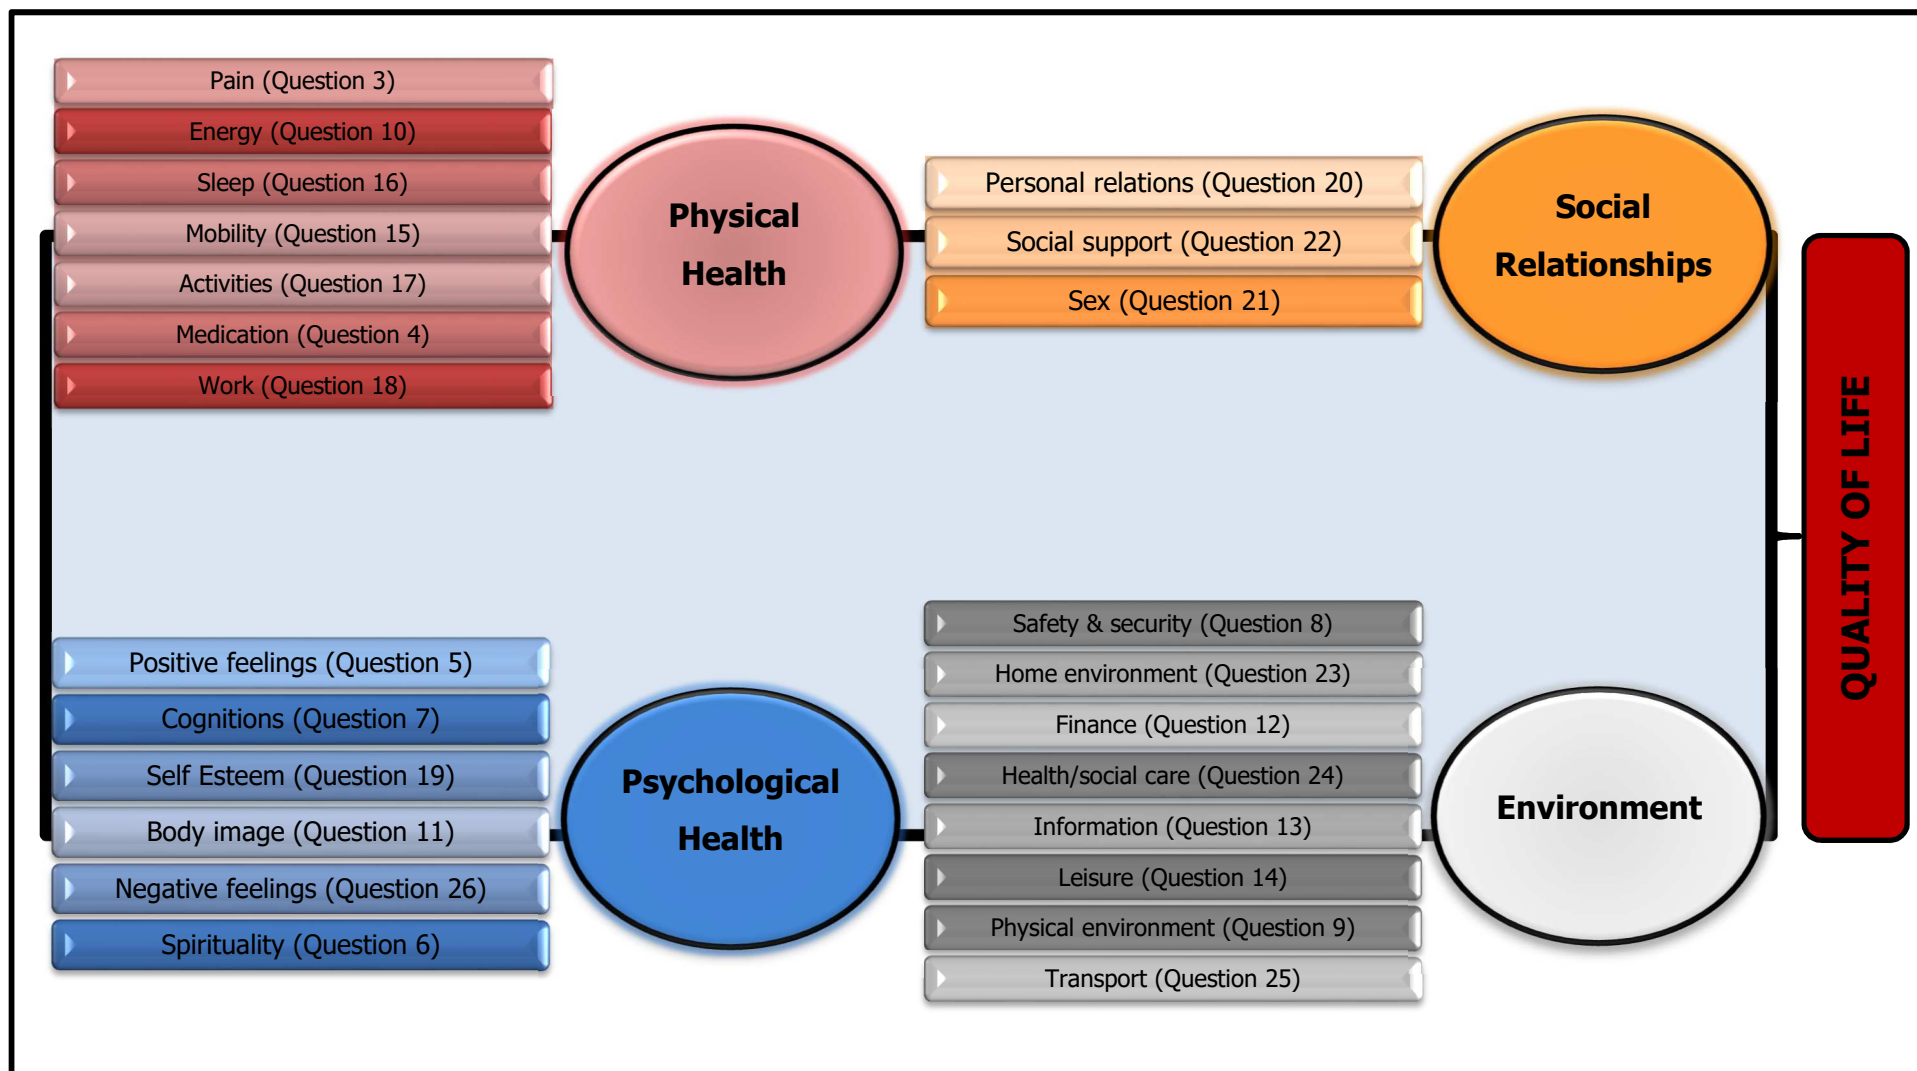 Pain (Question 3)
Energy (Question 10)
Sleep (Question 16)
Mobility (Question 15)
Activities (Question 17)
Medication (Question 4)
Work (Question 18)
Physical
Health
Personal relations (Question 20)
Social support (Question 22)
Sex (Question 21)
Social
Relationships
Positive feelings (Question 5)
Cognitions (Question 7)
Self Esteem (Question 19)
Body image (Question 11)
Negative feelings (Question 26)
Spirituality (Question 6)
Psychological
Health
Safety & security (Question 8)
Home environment (Question 23)
Finance (Question 12)
Health/social care (Question 24)
Information (Question 13)
Leisure (Question 14)
Physical environment (Question 9)
Transport (Question 25)
Environment
QUALITY OF LIFE